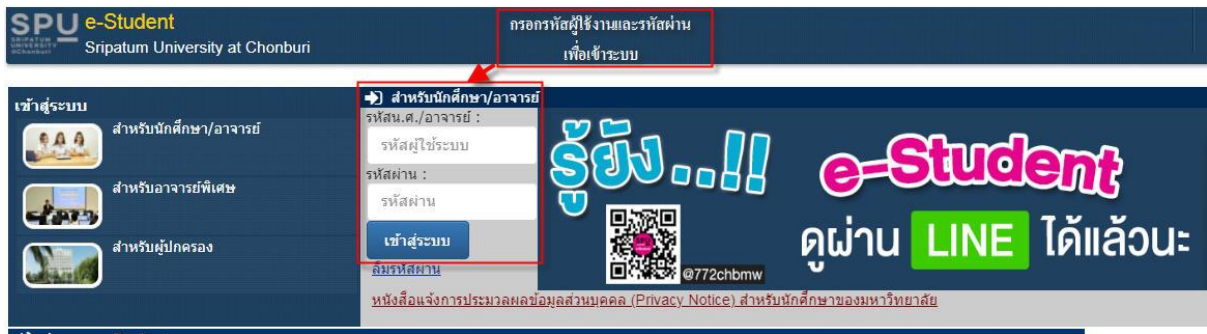 SPU e-Student
SRIPATUM UNIVERSITY
Sripatum University at Chonburi
กรอกรหัสผู้ใช้งานและรหัสผ่าน
เพื่อเข้าระบบ
เข้าสู่ระบบ
สำหรับนักศึกษา/อาจารย์
สำหรับอาจารย์พิเศษ
สำหรับผู้ปกครอง
สำหรับนักศึกษา/อาจารย์
รหัสน.ศ./อาจารย์ :
รหัสผู้ใช้ระบบ
รหัสผ่าน :
รหัสผ่าน
เข้าสู่ระบบ
ลืมรหัสผ่าน
รู้ยัง..!!
e-Student
ดูผ่าน LINE ได้แล้วนะ
@772chbmw
หนังสือแจ้งการประมวลผลข้อมูลส่วนบุคคล (Privacy Notice) สำหรับนักศึกษาของมหาวิทยาลัย